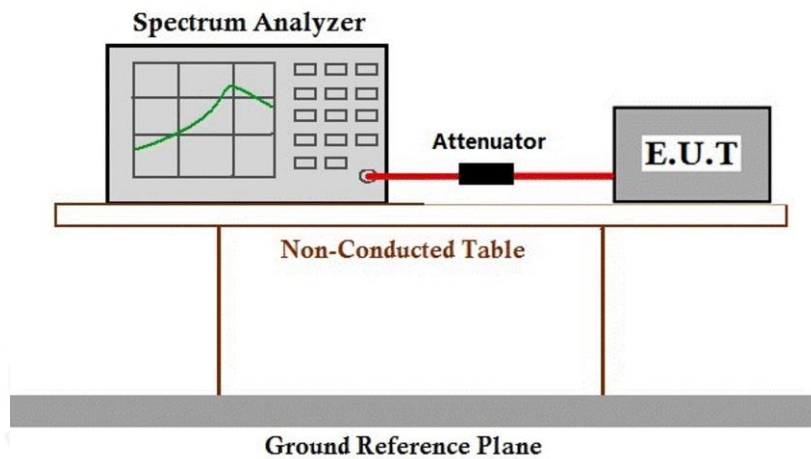 Spectrum Analyzer
Attenuator
E.U.T
Non-Conducted Table
Ground Reference Plane